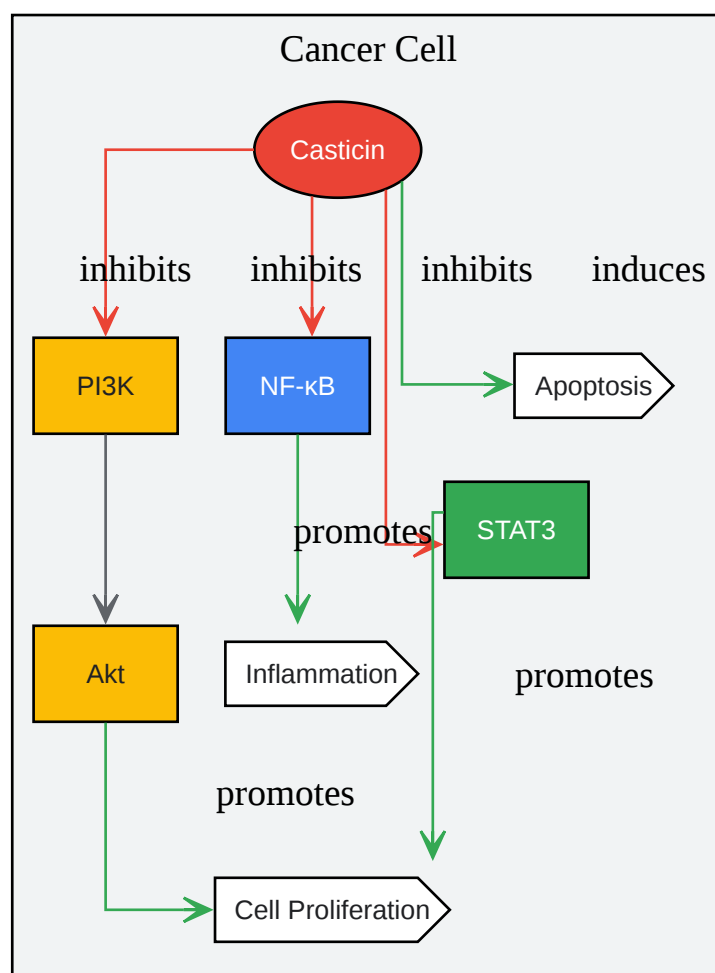 Cancer Cell
Casticin
inhibits
inhibits
inhibits
induces
PI3K
NF-κB
Apoptosis
promotes
STAT3
Akt
Inflammation
promotes
promotes
Cell Proliferation